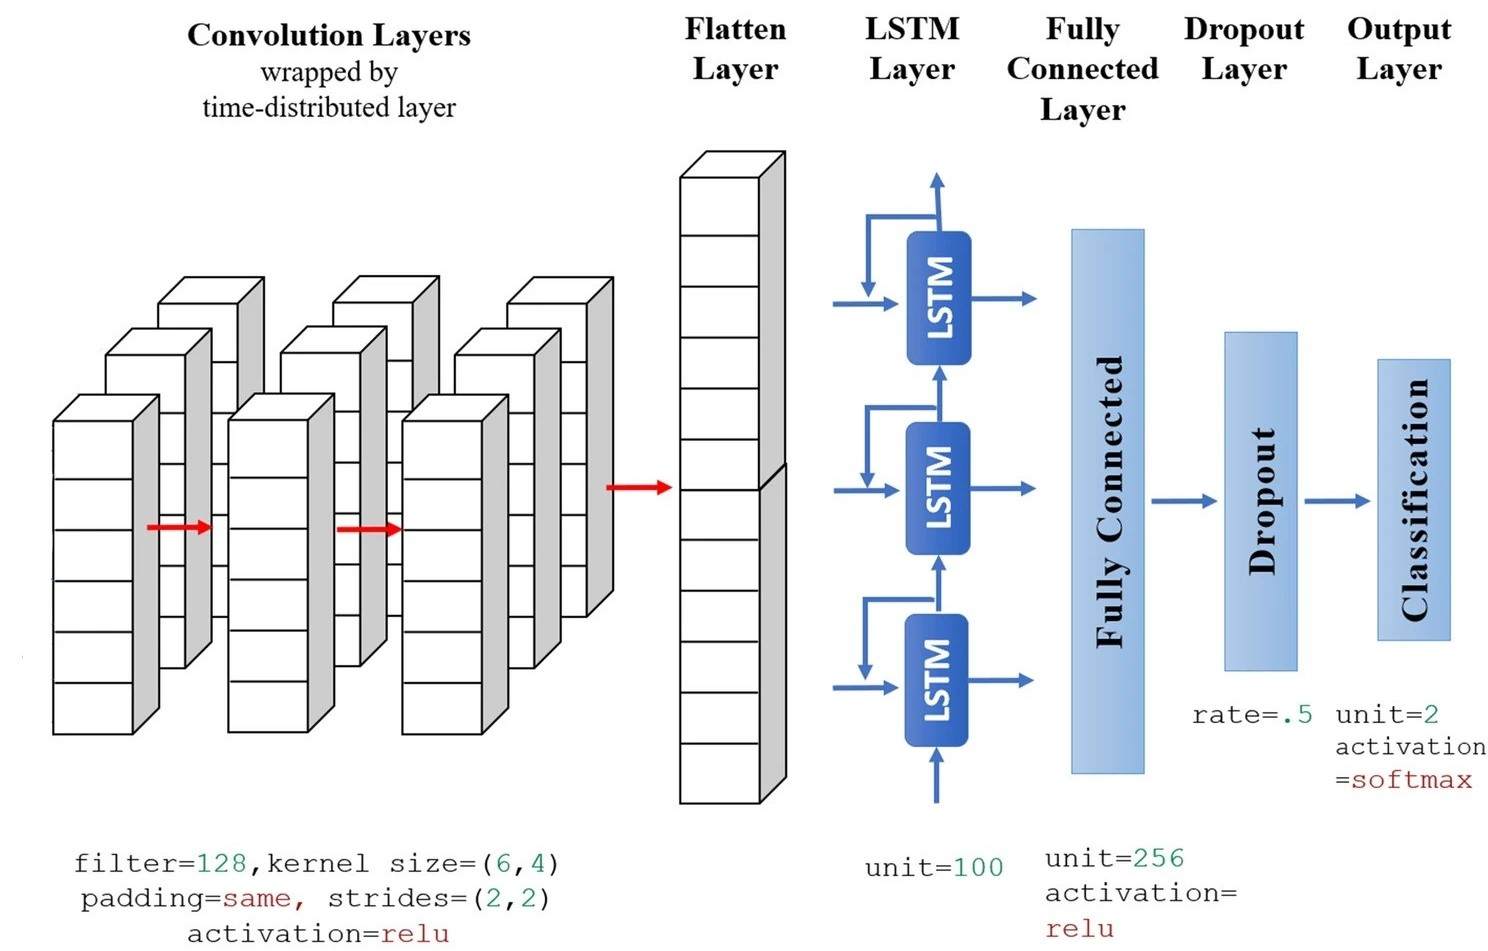 Convolution Layers
wrapped by
time-distributed layer
Flatten
Layer
LSTM
Layer
Fully
Connected
Layer
Dropout
Layer
Output
Layer
LSTM
LSTM
LSTM
Fully Connected
Dropout
Classification
filter=128,kernel size=(6,4)
padding=same, strides=(2,2)
activation=relu
unit=100
unit=256
activation=
relu
rate=.5
unit=2
activation
=softmax